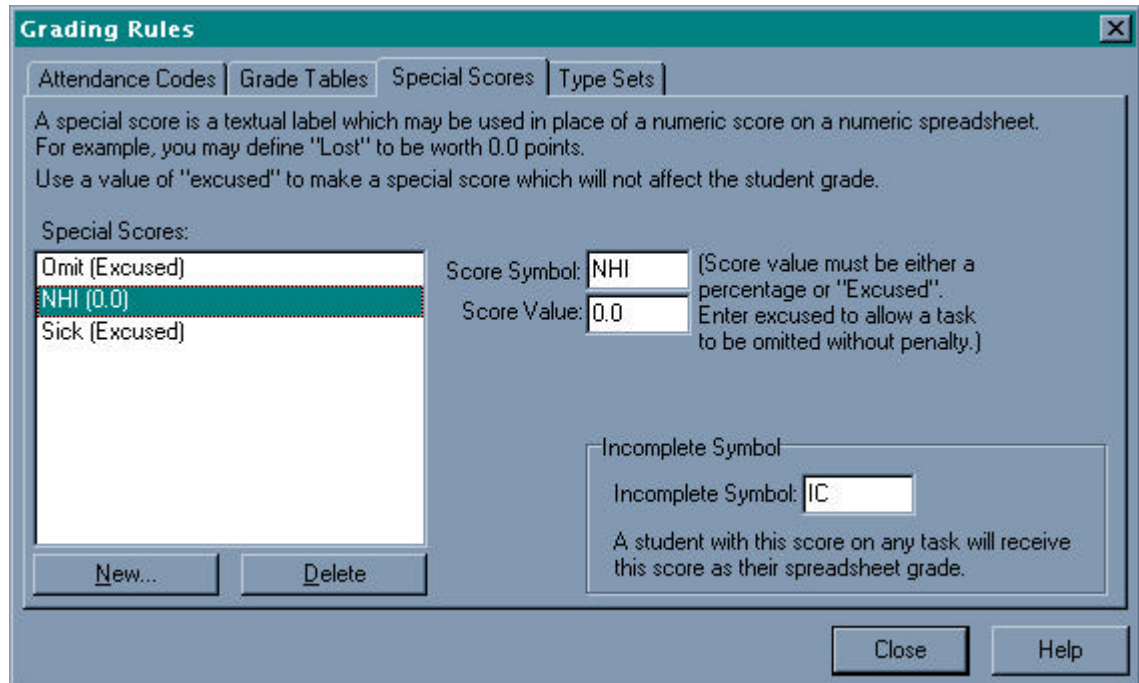 Grading Rules
Attendance Codes Grade Tables Special Scores Type Sets
A special score is a textual label which may be used in place of a numeric score on a numeric spreadsheet.
For example, you may define "Lost" to be worth 0.0 points.
Use a value of "excused" to make a special score which will not affect the student grade.
Special Scores:
Omit (Excused)
NHI (0.0)
Sick (Excused)
Score Symbol: NHI
Score Value: 0.0
(Score value must be either a
percentage or "Excused".
Enter excused to allow a task
to be omitted without penalty.)
Incomplete Symbol
Incomplete Symbol: IC
A student with this score on any task will receive
this score as their spreadsheet grade.
New... Delete
Close Help